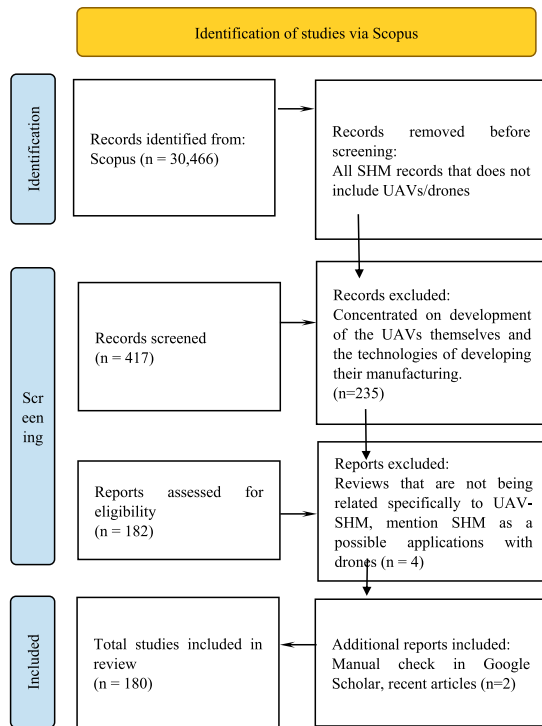 Identification of studies via Scopus
Identification
Records identified from:
Scopus (n = 30,466)
Records removed before
screening:
All SHM records that does not
include UAVs/drones
Scr
een
ing
Records screened
(n = 417)
Records excluded:
Concentrated on development
of the UAVs themselves and
the technologies of developing
their manufacturing.
(n=235)
Reports assessed for
eligibility
(n = 182)
Reports excluded:
Reviews that are not being
related specifically to UAV-
SHM, mention SHM as a
possible applications with
drones (n = 4)
Included
Total studies included in
review
(n = 180)
Additional reports included:
Manual check in Google
Scholar, recent articles (n=2)